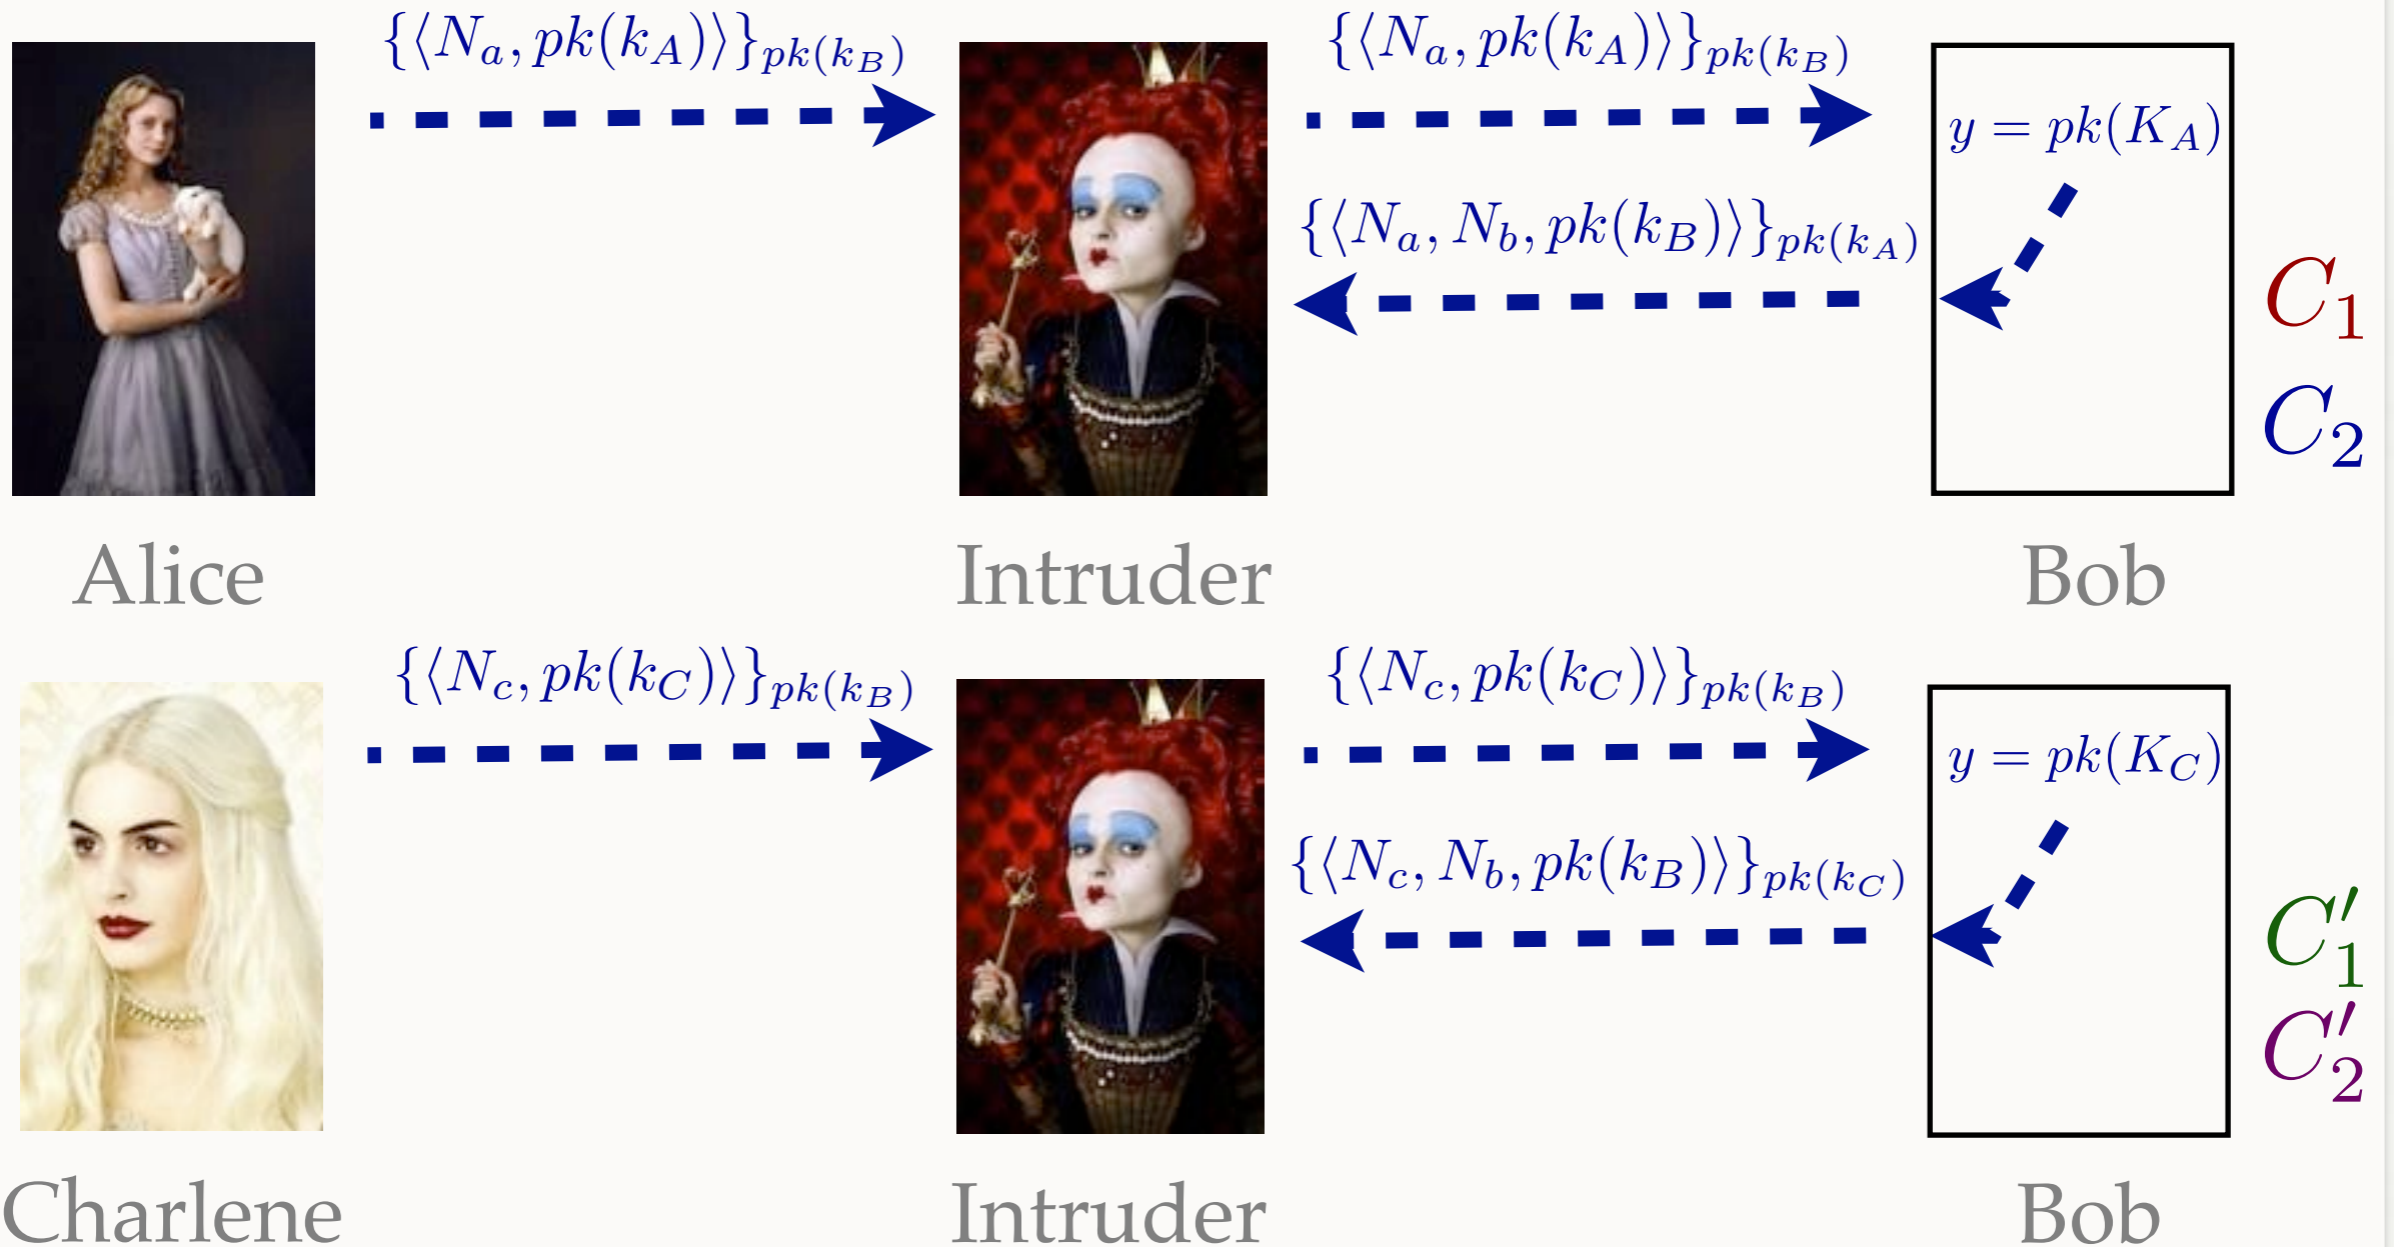 {⟨N_a, pk(k_A)⟩}_{pk(k_B)}
{⟨N_a, pk(k_A)⟩}_{pk(k_B)}
y = pk(K_A)
{⟨N_a, N_b, pk(k_B)⟩}_{pk(k_A)}
C_1
C_2
Alice
Intruder
Bob
{⟨N_c, pk(k_C)⟩}_{pk(k_B)}
{⟨N_c, pk(k_C)⟩}_{pk(k_B)}
y = pk(K_C)
{⟨N_c, N_b, pk(k_B)⟩}_{pk(k_C)}
C'_1
C'_2
Charlene
Intruder
Bob